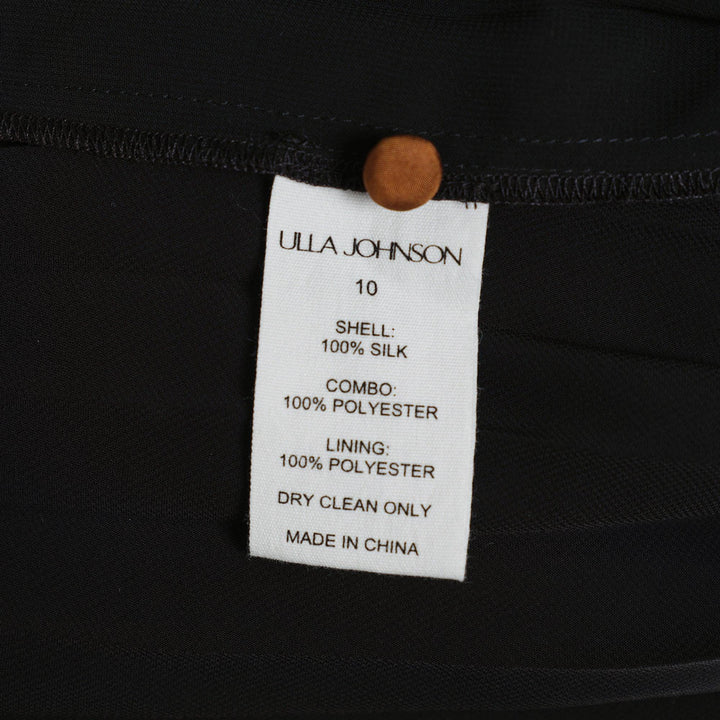 ULLA JOHNSON
10
SHELL:
100% SILK
COMBO:
100% POLYESTER
LINING:
100% POLYESTER
DRY CLEAN ONLY
MADE IN CHINA